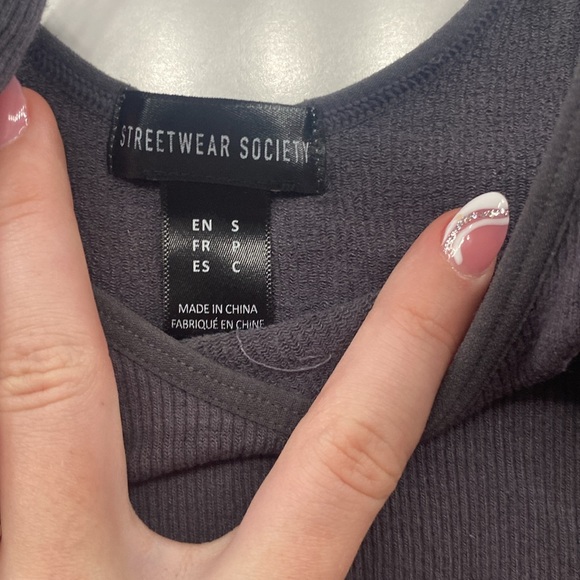 STREETWEAR SOCIETY
EN S
FR P
ES C
MADE IN CHINA
FABRIQUÉ EN CHINE